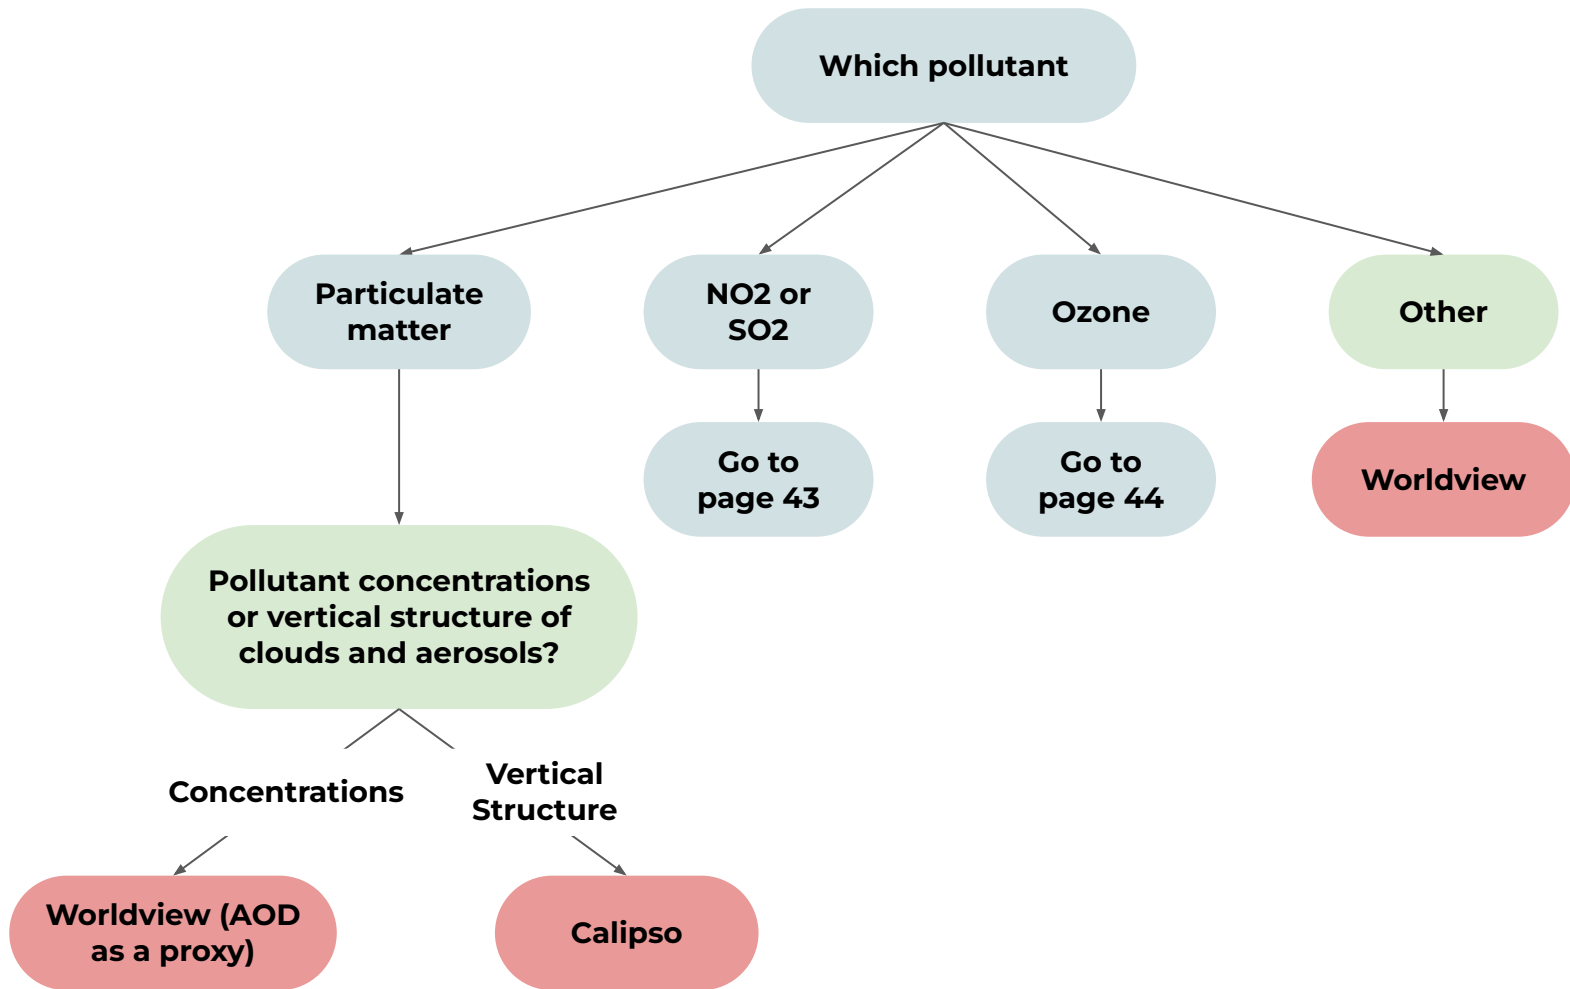 Which pollutant
Particulate
matter
NO2 or
SO2
Ozone
Other
Go to
page 43
Go to
page 44
Worldview
Pollutant concentrations
or vertical structure of
clouds and aerosols?
Concentrations
Vertical
Structure
Worldview (AOD
as a proxy)
Calipso